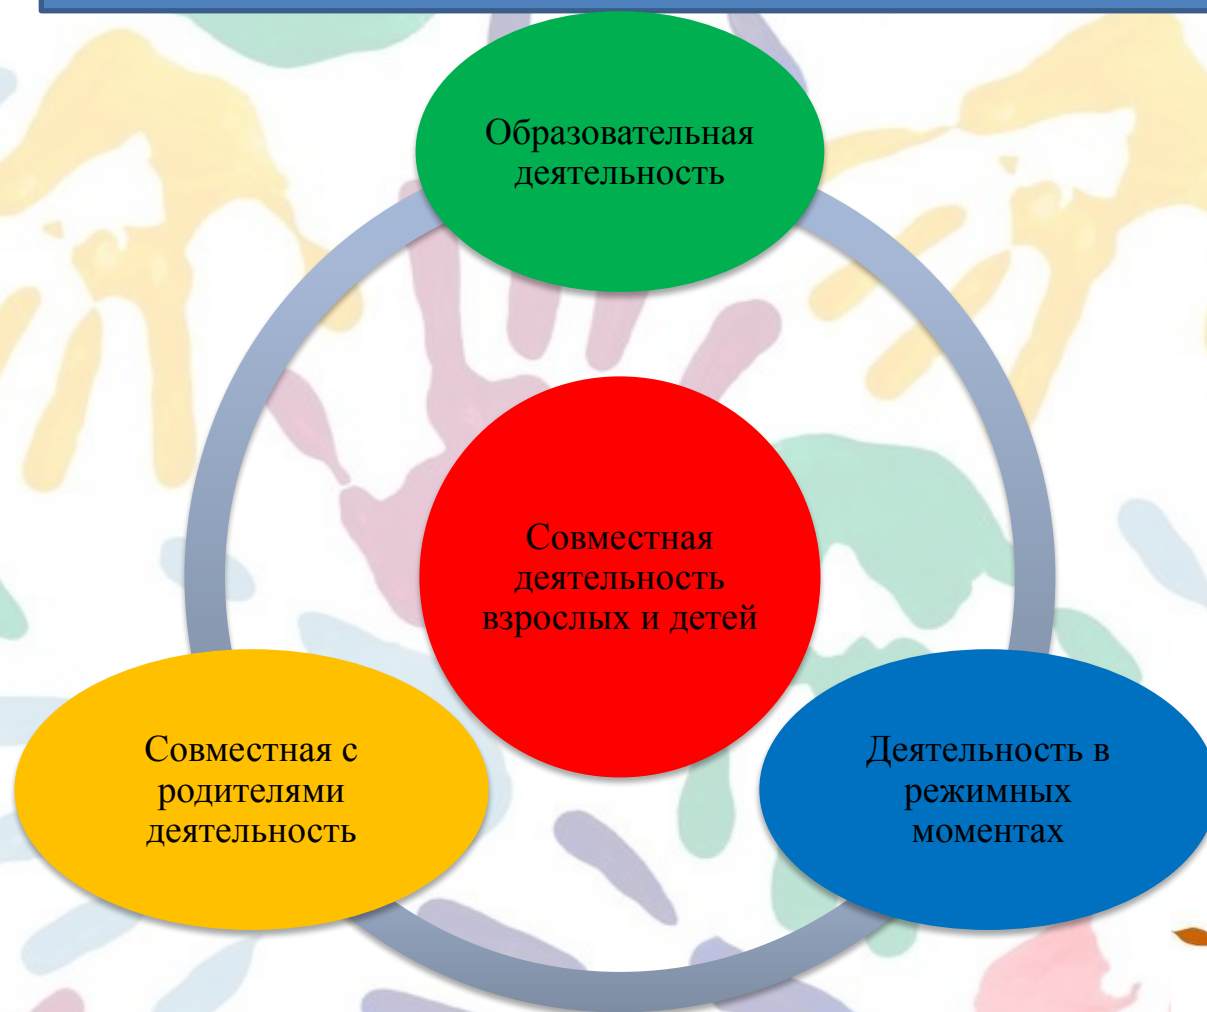 Образовательная
деятельность
Совместная
деятельность
взрослых и детей
Совместная с
родителями
деятельность
Деятельность в
режимных
моментах